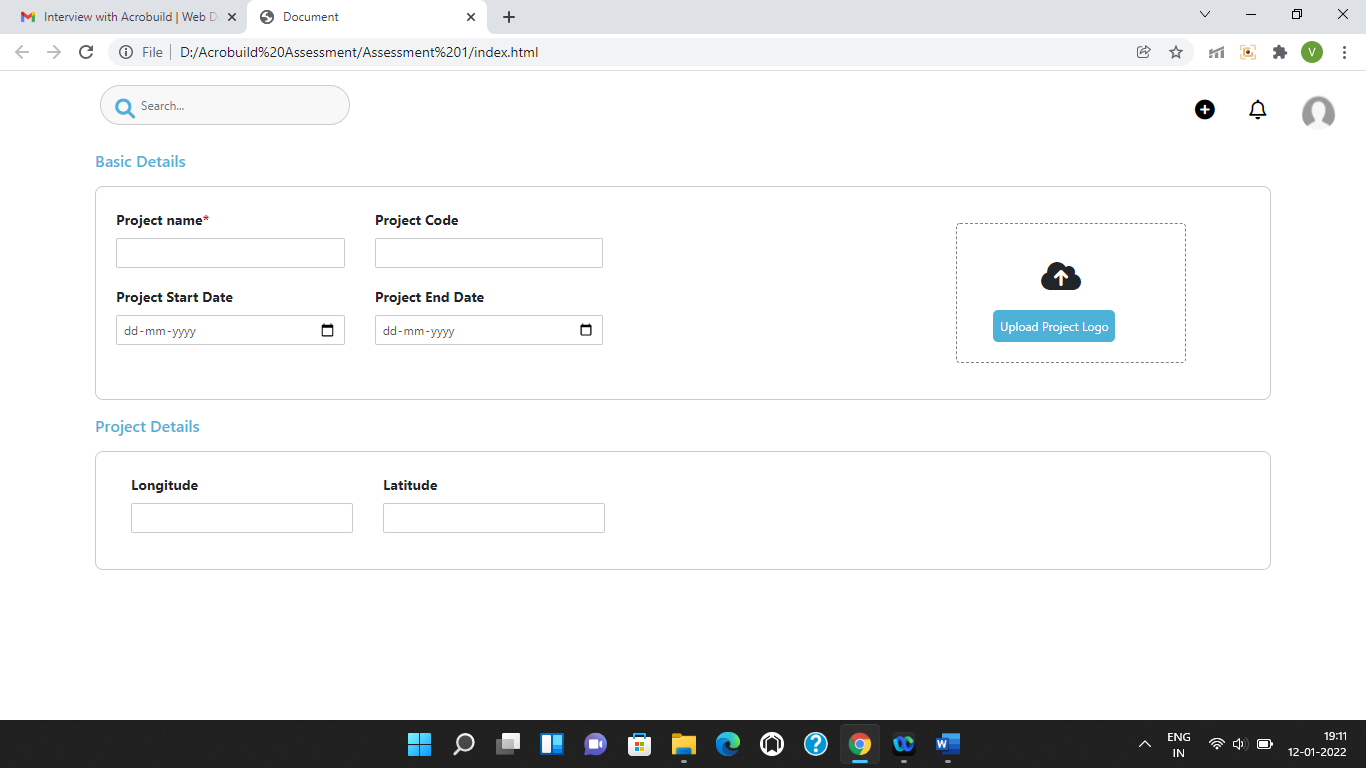 Interview with Acrobuild | Web D
Document
File
D:/Acrobuild%20Assessment/Assessment%201/index.html
V
Search...
Basic Details
Project name*
Project Code
Project Start Date
Project End Date
dd-mm-yyyy
dd-mm-yyyy
Upload Project Logo
Project Details
Longitude
Latitude
ENG
IN
19:11
12-01-2022